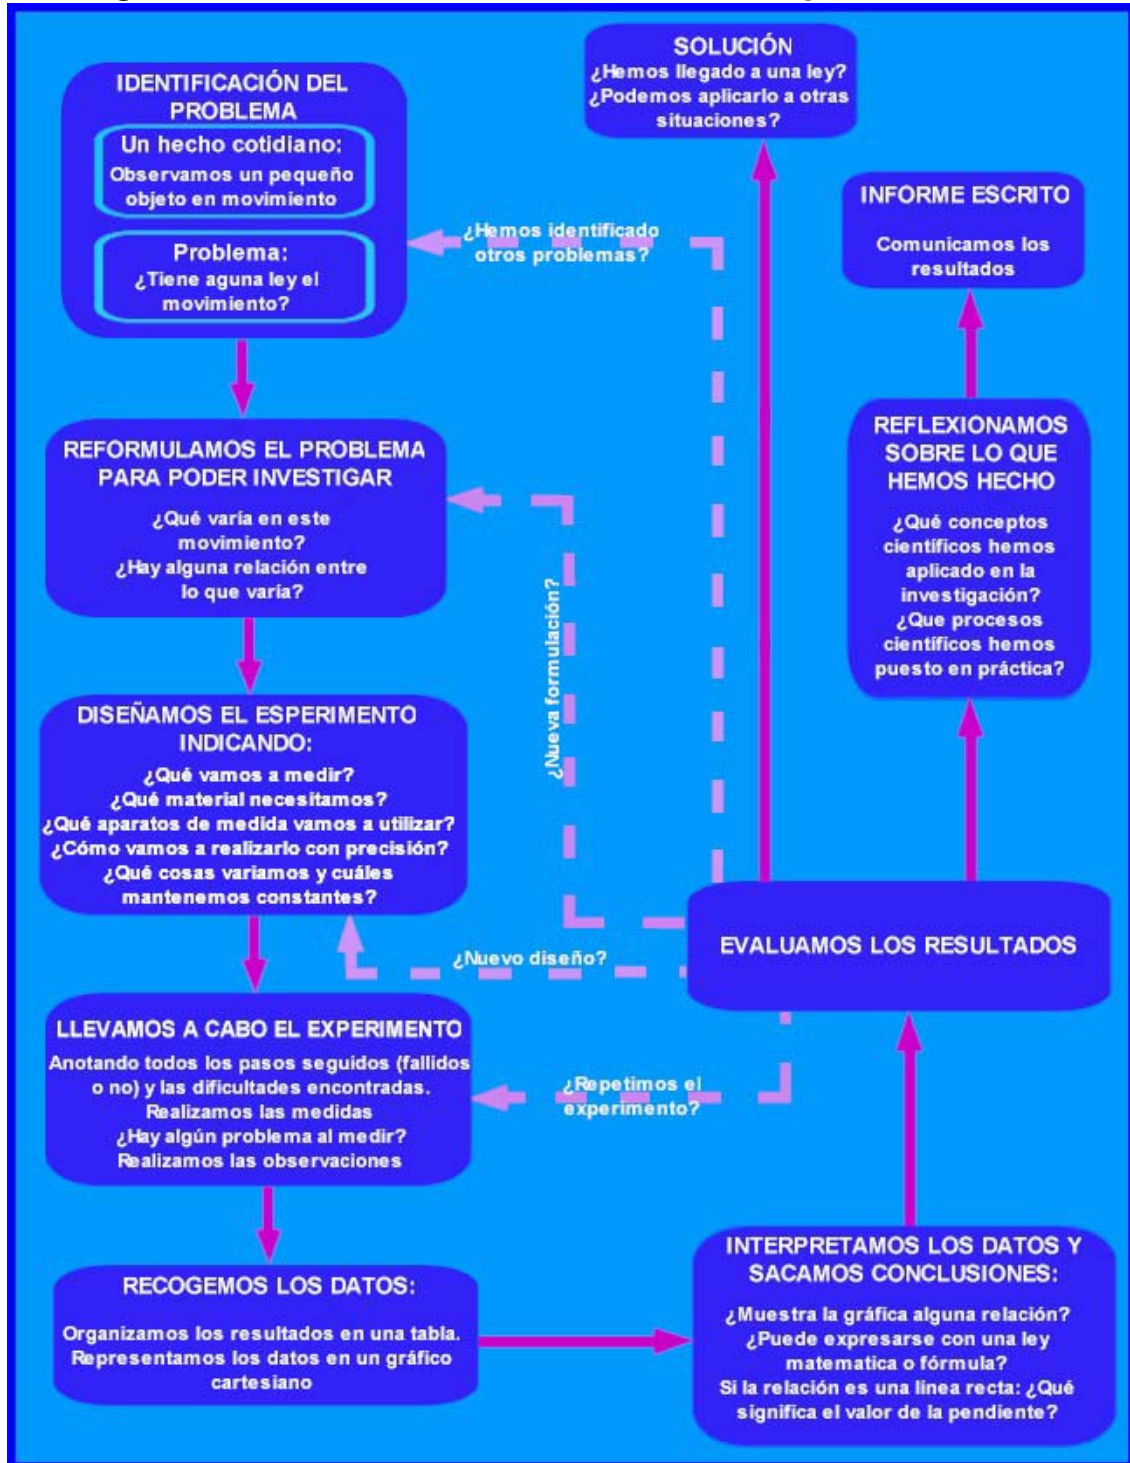 IDENTIFICACIÓN DEL
PROBLEMA
Un hecho cotidiano:
Observamos un pequeño
objeto en movimiento
Problema:
¿Tiene aguna ley el
movimiento?
REFORMULAMOS EL PROBLEMA
PARA PODER INVESTIGAR
¿Qué varía en este
movimiento?
¿Hay alguna relación entre
lo que varía?
DISEÑAMOS EL ESPERIMENTO
INDICANDO:
¿Qué vamos a medir?
¿Qué material necesitamos?
¿Qué aparatos de medida vamos a utilizar?
¿Cómo vamos a realizarlo con precisión?
¿Qué cosas variamos y cuáles
mantenemos constantes?
LLEVAMOS A CABO EL EXPERIMENTO
Anotando todos los pasos seguidos (fallidos
o no) y las dificultades encontradas.
Realizamos las medidas
¿Hay algún problema al medir?
Realizamos las observaciones
RECOGEMOS LOS DATOS:
Organizamos los resultados en una tabla.
Representamos los datos en un gráfico
cartesiano
INTERPRETAMOS LOS DATOS Y
SACAMOS CONCLUSIONES:
¿Muestra la gráfica alguna relación?
¿Puede expresarse con una ley
matematica o fórmula?
Si la relación es una linea recta: ¿Qué
significa el valor de la pendiente?
EVALUAMOS LOS RESULTADOS
¿Repetimos el
experimento?
¿Nuevo diseño?
¿Nueva formulación?
¿Hemos identificado
otros problemas?
SOLUCIÓN
¿Hemos llegado a una ley?
¿Podemos aplicarlo a otras
situaciones?
REFLEXIONAMOS
SOBRE LO QUE
HEMOS HECHO
¿Qué conceptos
científicos hemos
aplicado en la
investigación?
¿Que procesos
científicos hemos
puesto en práctica?
INFORME ESCRITO
Comunicamos los
resultados